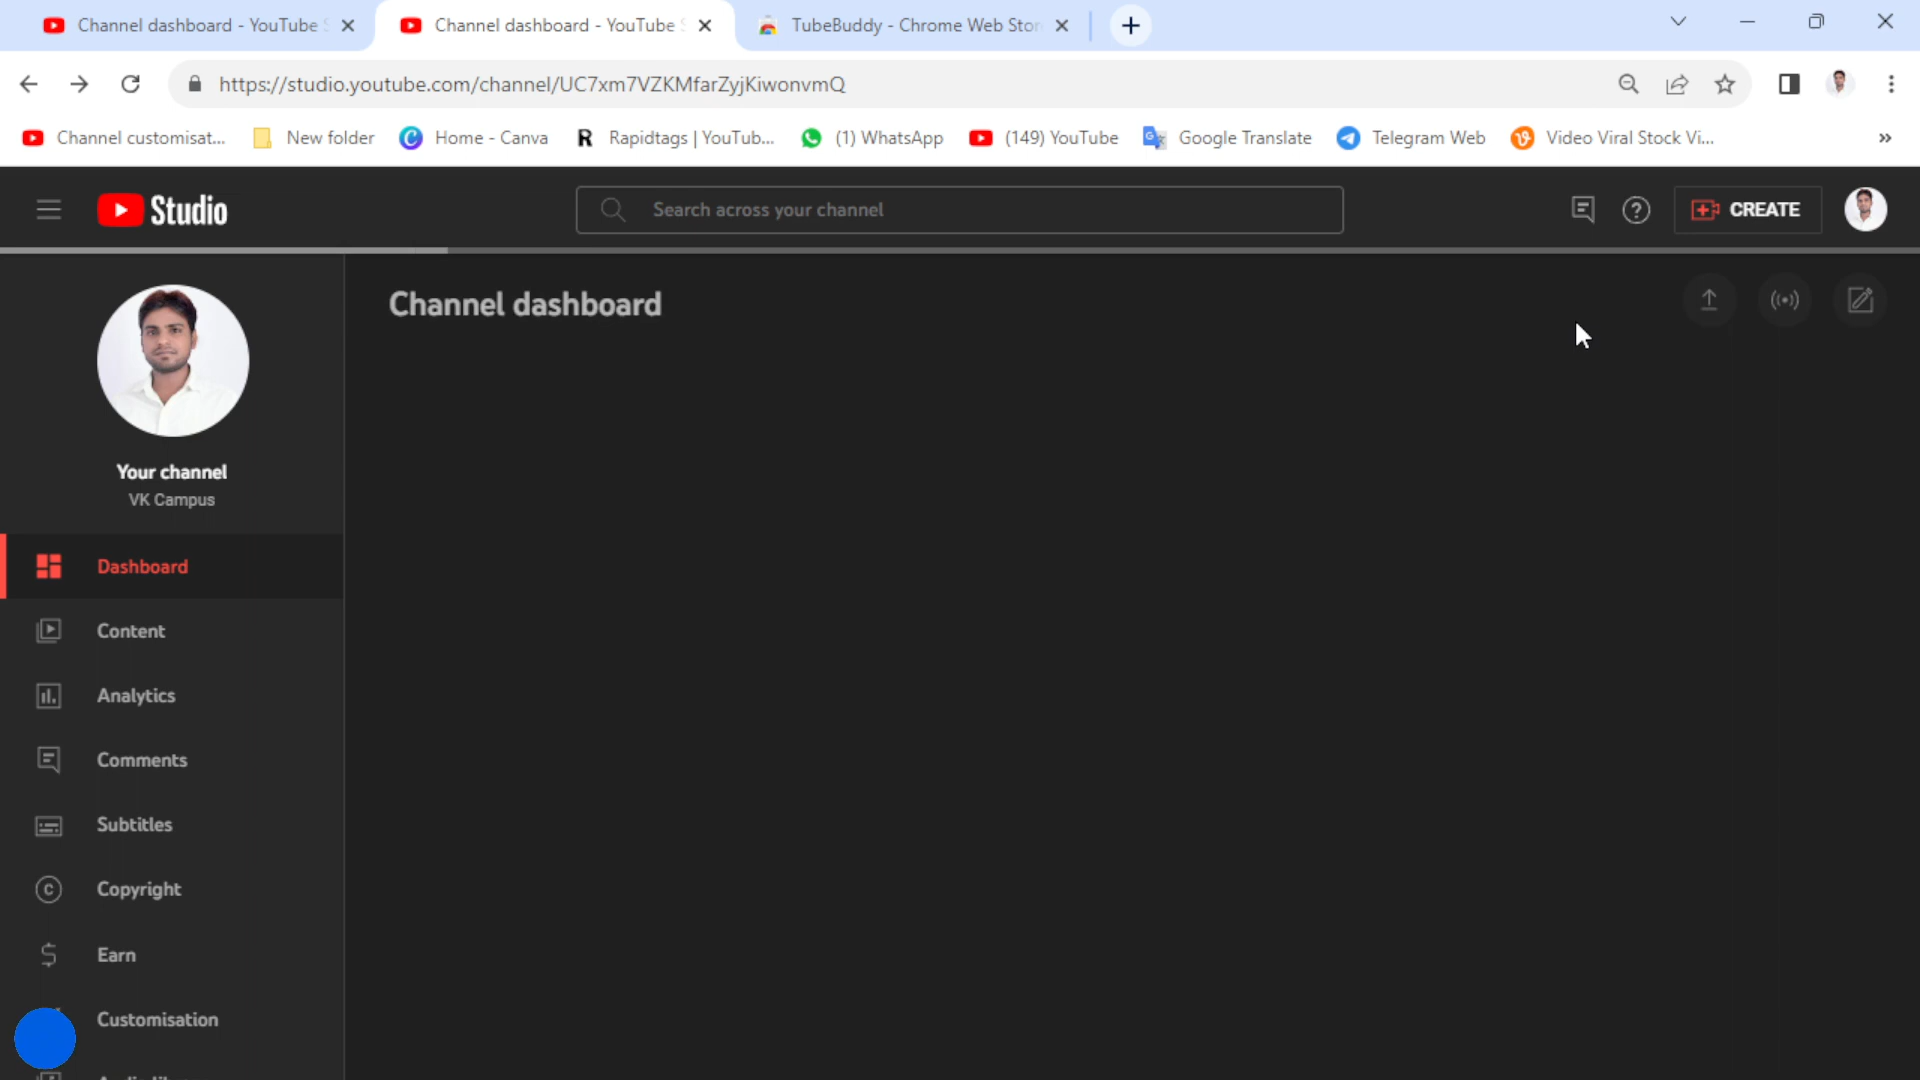 Channel dashboard - YouTube S
Channel dashboard - YouTube S
TubeBuddy - Chrome Web Stor
https://studio.youtube.com/channel/UC7xm7VZKMfarZyjKiwonvmQ
Channel customisat...
New folder
Home - Canva
Rapidtags | YouTub...
(1) WhatsApp
(149) YouTube
Google Translate
Telegram Web
Video Viral Stock Vi...
Studio
Search across your channel
CREATE
Channel dashboard
Your channel
VK Campus
Dashboard
Content
Analytics
Comments
Subtitles
Copyright
Earn
Customisation